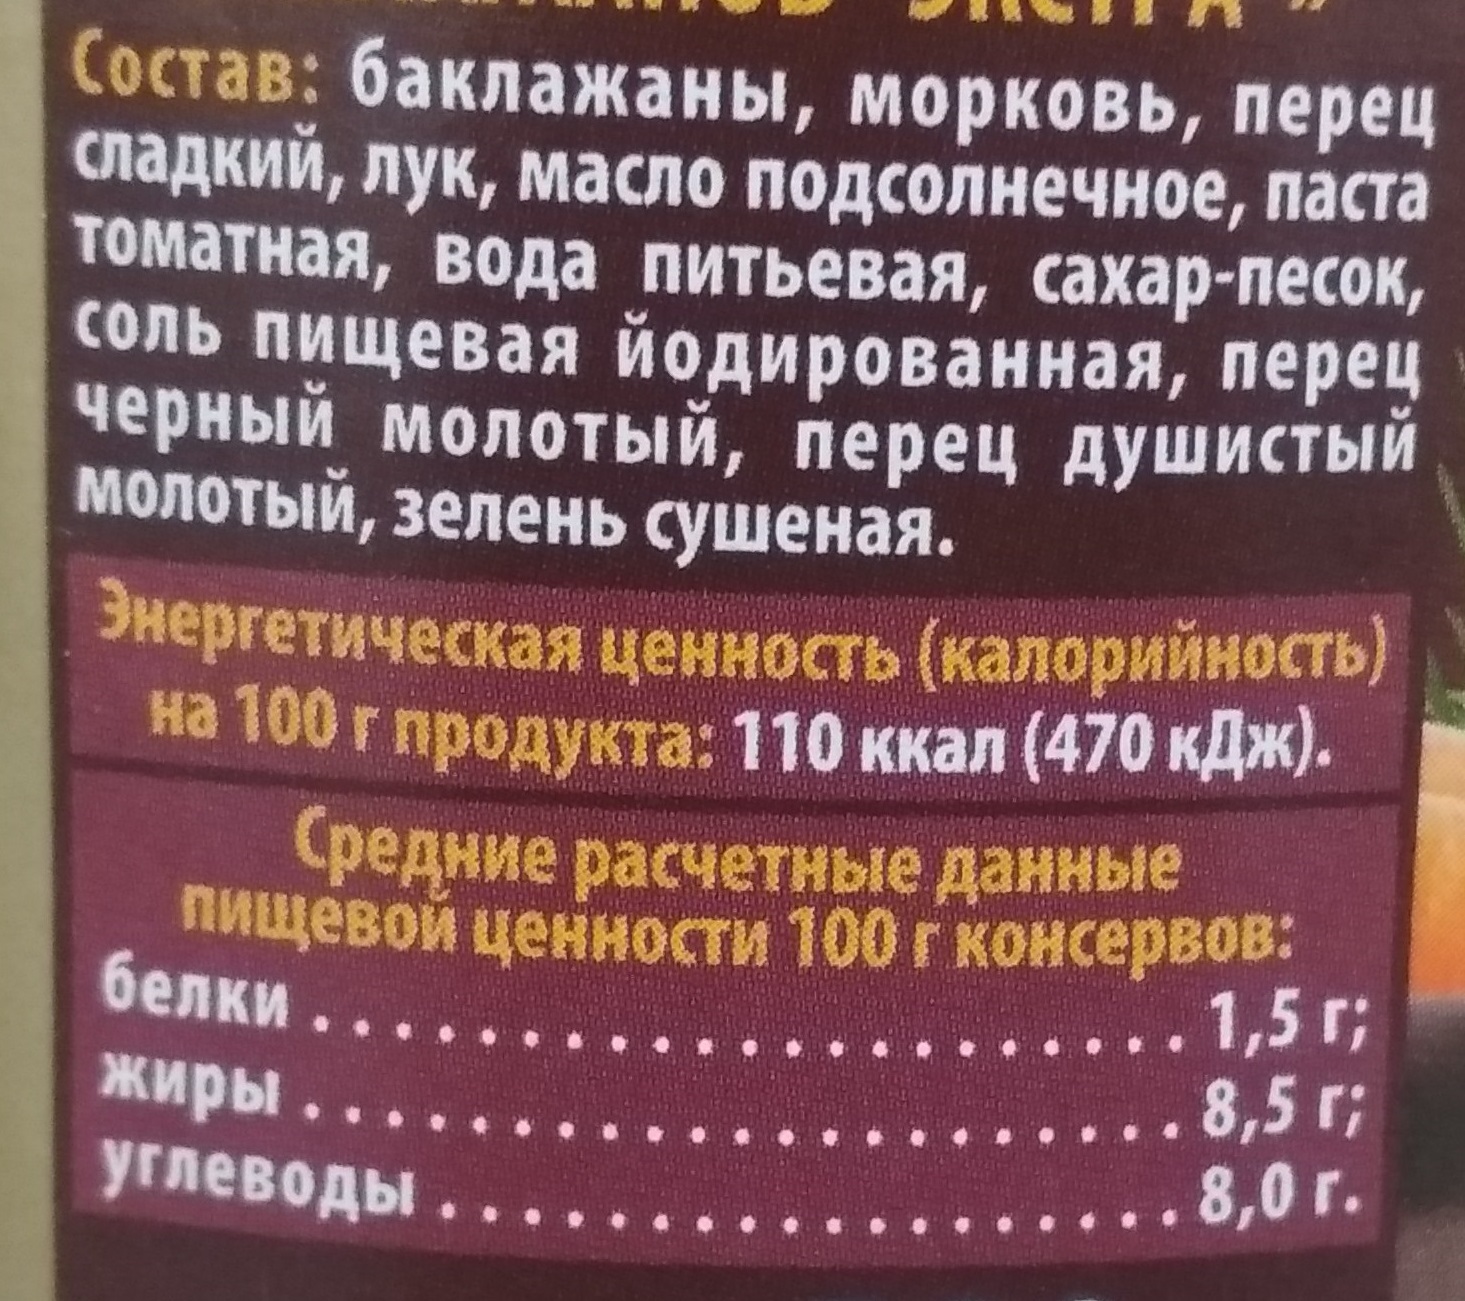 Состав: баклажаны, морковь, перец
сладкий, лук, масло подсолнечное, паста
томатная, вода питьевая, сахар-песок,
соль пищевая йодированная, перец
черный молотый, перец душистый
молотый, зелень сушеная.
Энергетическая ценность (калорийность)
на 100 г продукта: 110 ккал (470 кДж).
Средние расчетные данные
пищевой ценности 100 г консервов:
белки . . . . . . . . . . . . . . . . . . . . . 1,5 г;
жиры . . . . . . . . . . . . . . . . . . . . . 8,5 г;
углеводы . . . . . . . . . . . . . . . . . . 8,0 г.